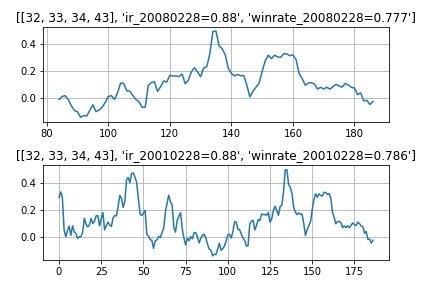 [[32, 33, 34, 43], 'ir_20080228=0.88', 'winrate_20080228=0.777']
0.4
0.2
0.0
80 100 120 140 160 180
[[32, 33, 34, 43], 'ir_20010228=0.88', 'winrate_20010228=0.786']
0.4
0.2
0.0
0 25 50 75 100 125 150 175